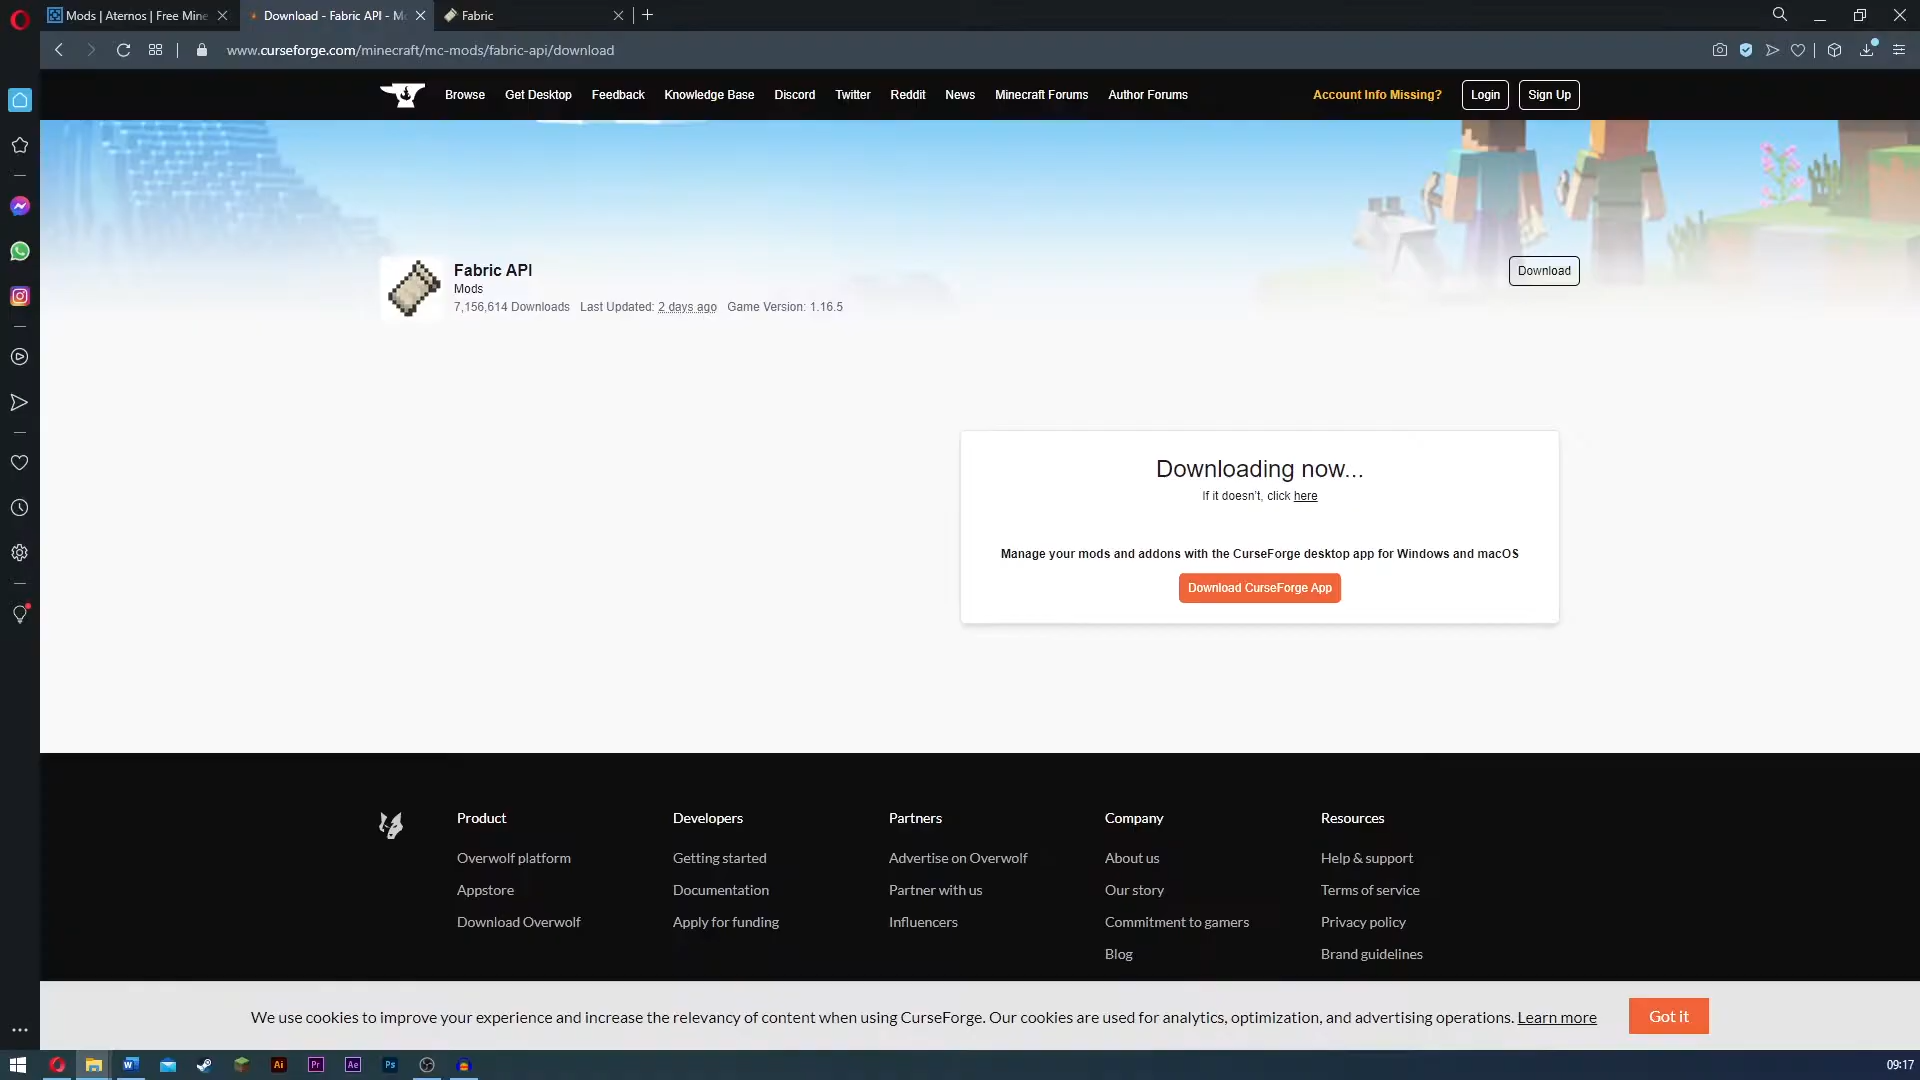 Mods | Aternos | Free Mine
Download - Fabric API - M
Fabric
www.curseforge.com/minecraft/mc-mods/fabric-api/download
Browse
Get Desktop
Feedback
Knowledge Base
Discord
Twitter
Reddit
News
Minecraft Forums
Author Forums
Account Info Missing?
Login
Sign Up
Fabric API
Mods
7,156,614 Downloads Last Updated: 2 days ago Game Version: 1.16.5
Download
Downloading now...
If it doesn't, click here
Manage your mods and addons with the CurseForge desktop app for Windows and macOS
Download CurseForge App
Product
Overwolf platform
Appstore
Download Overwolf
Developers
Getting started
Documentation
Apply for funding
Partners
Advertise on Overwolf
Partner with us
Influencers
Company
About us
Our story
Commitment to gamers
Blog
Resources
Help & support
Terms of service
Privacy policy
Brand guidelines
We use cookies to improve your experience and increase the relevancy of content when using CurseForge. Our cookies are used for analytics, optimization, and advertising operations. Learn more
Got it
W
Ai
Pr
Ae
Ps
09:17